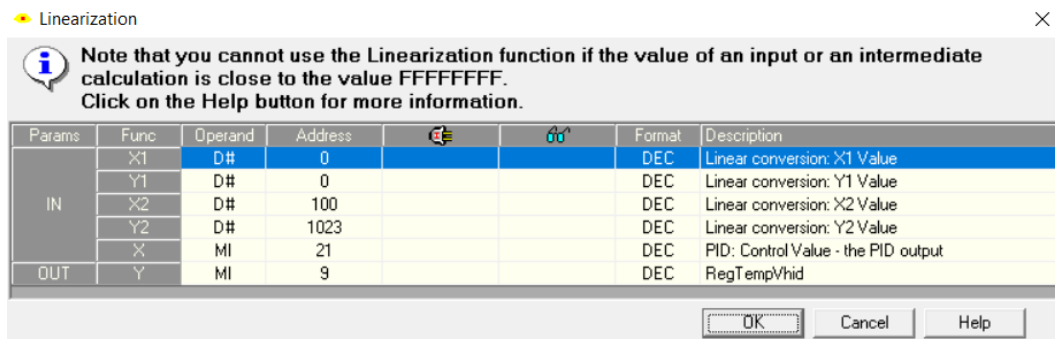 Linearization
Note that you cannot use the Linearization function if the value of an input or an intermediate
calculation is close to the value FFFFFFFF.
Click on the Help button for more information.
Params Func Operand Address Format Description
X1 D# 0 DEC Linear conversion: X1 Value
Y1 D# 0 DEC Linear conversion: Y1 Value
IN X2 D# 100 DEC Linear conversion: X2 Value
Y2 D# 1023 DEC Linear conversion: Y2 Value
X MI 21 DEC PID: Control Value - the PID output
OUT Y MI 9 DEC RegTempVhid
OK Cancel Help